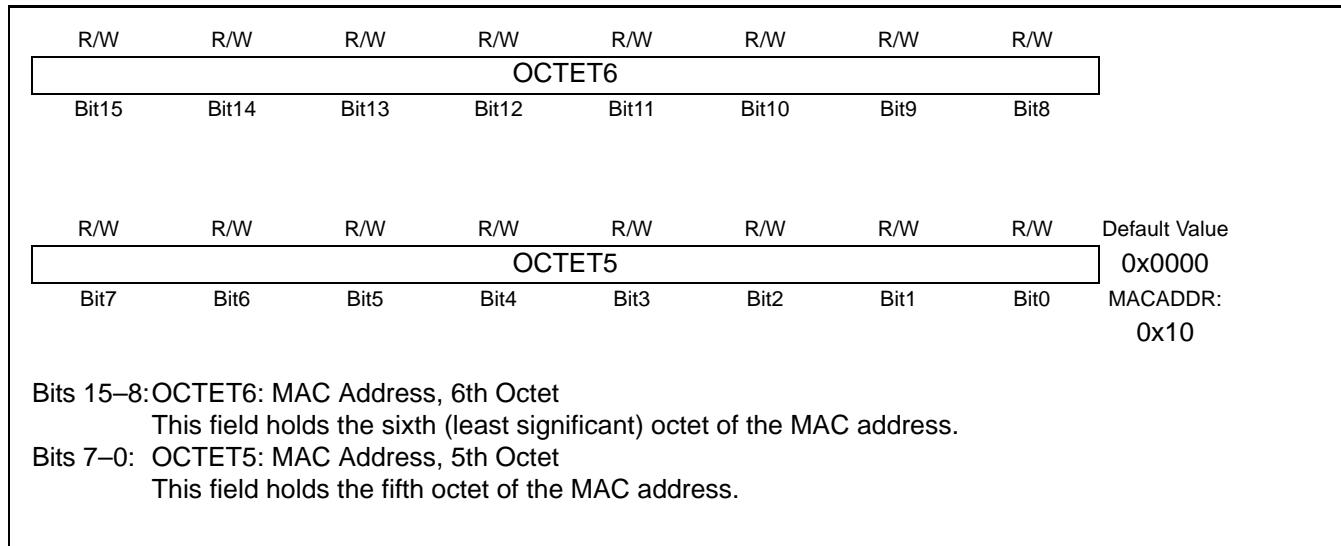 R/W R/W R/W R/W R/W R/W R/W R/W
OCTET6
Bit15 Bit14 Bit13 Bit12 Bit11 Bit10 Bit9 Bit8
R/W R/W R/W R/W R/W R/W R/W R/W Default Value
OCTET5 0x0000
Bit7 Bit6 Bit5 Bit4 Bit3 Bit2 Bit1 Bit0 MACADDR:
0x10
Bits 15–8: OCTET6: MAC Address, 6th Octet
This field holds the sixth (least significant) octet of the MAC address.
Bits 7–0: OCTET5: MAC Address, 5th Octet
This field holds the fifth octet of the MAC address.